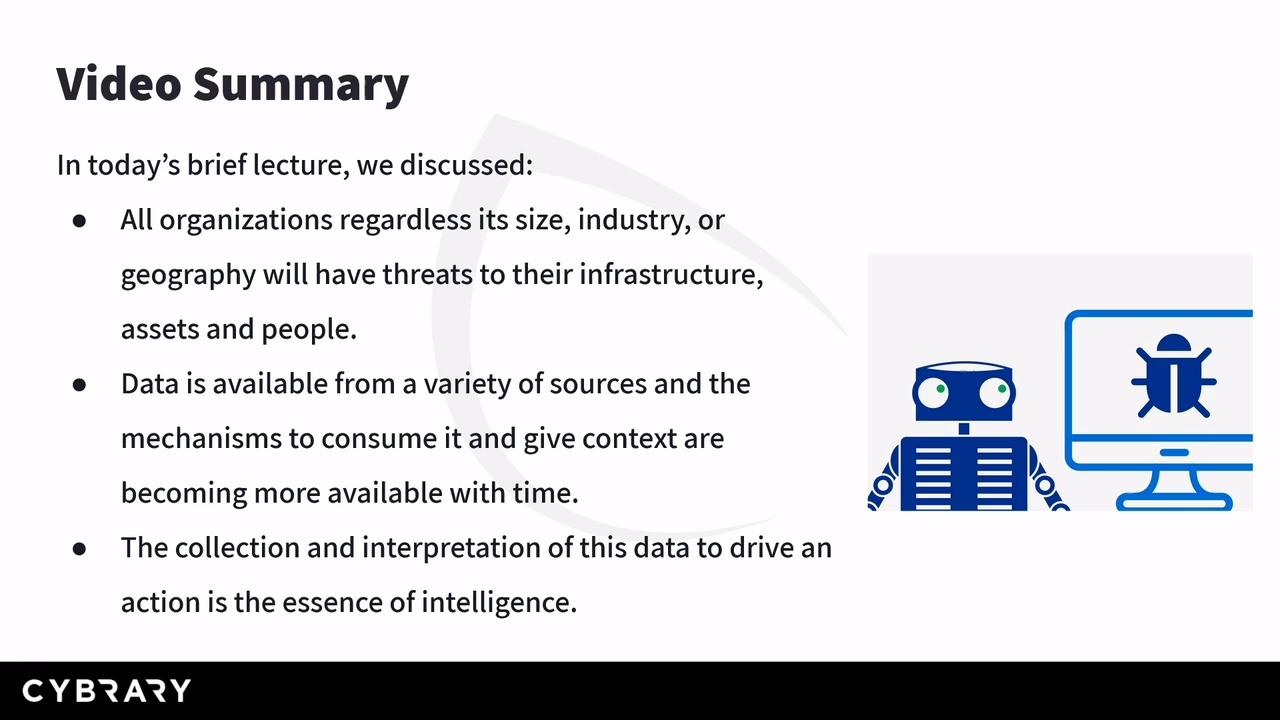 Video Summary
In today’s brief lecture, we discussed:
● All organizations regardless its size, industry, or
geography will have threats to their infrastructure,
assets and people.
● Data is available from a variety of sources and the
mechanisms to consume it and give context are
becoming more available with time.
● The collection and interpretation of this data to drive an
action is the essence of intelligence.
CYBRARY